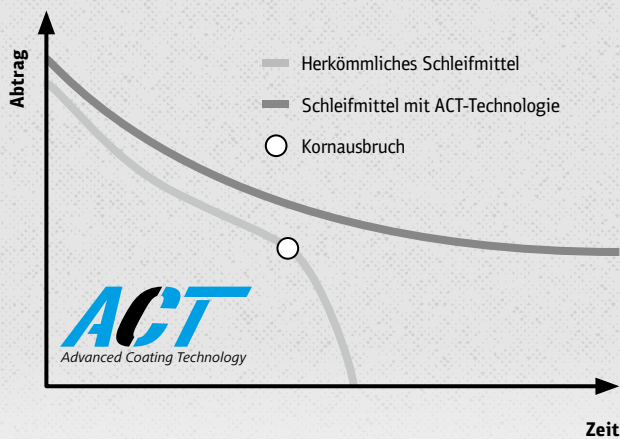 Abtrag
Herkömmliches Schleifmittel
Schleifmittel mit ACT-Technologie
Kornausbruch
ACT
Advanced Coating Technology
Zeit